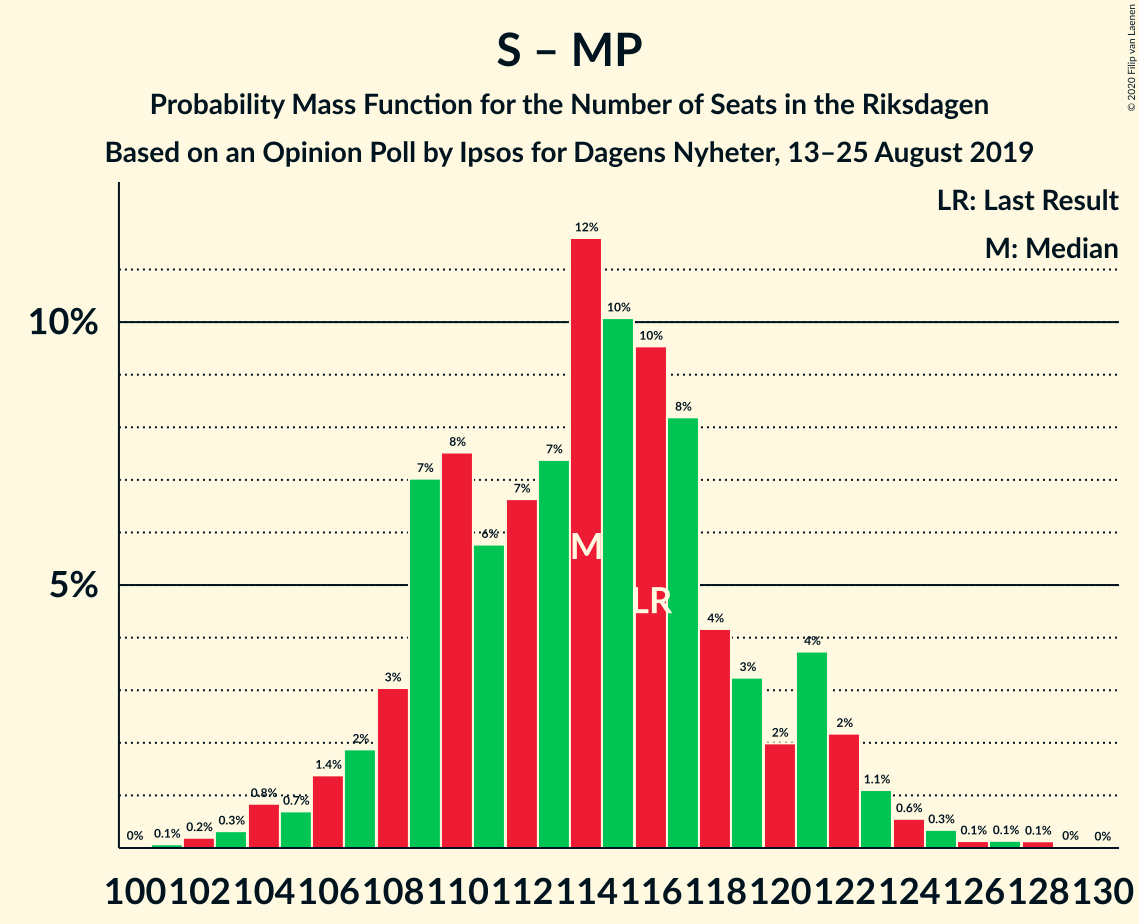 S – MP
Probability Mass Function for the Number of Seats in the Riksdagen
Based on an Opinion Poll by Ipsos for Dagens Nyheter, 13–25 August 2019
© 2020 Filip van Laenen
LR: Last Result
M: Median
10%
5%
0% 0.1% 0.2% 0.3% 0.8% 0.7% 1.4% 2% 3% 7% 8% 6% 7% 7% 12% 10% 10% 8% 4% 3% 2% 4% 2% 1.1% 0.6% 0.3% 0.1% 0.1% 0.1% 0% 0%
M
LR
100 102 104 106 108 110 112 114 116 118 120 122 124 126 128 130